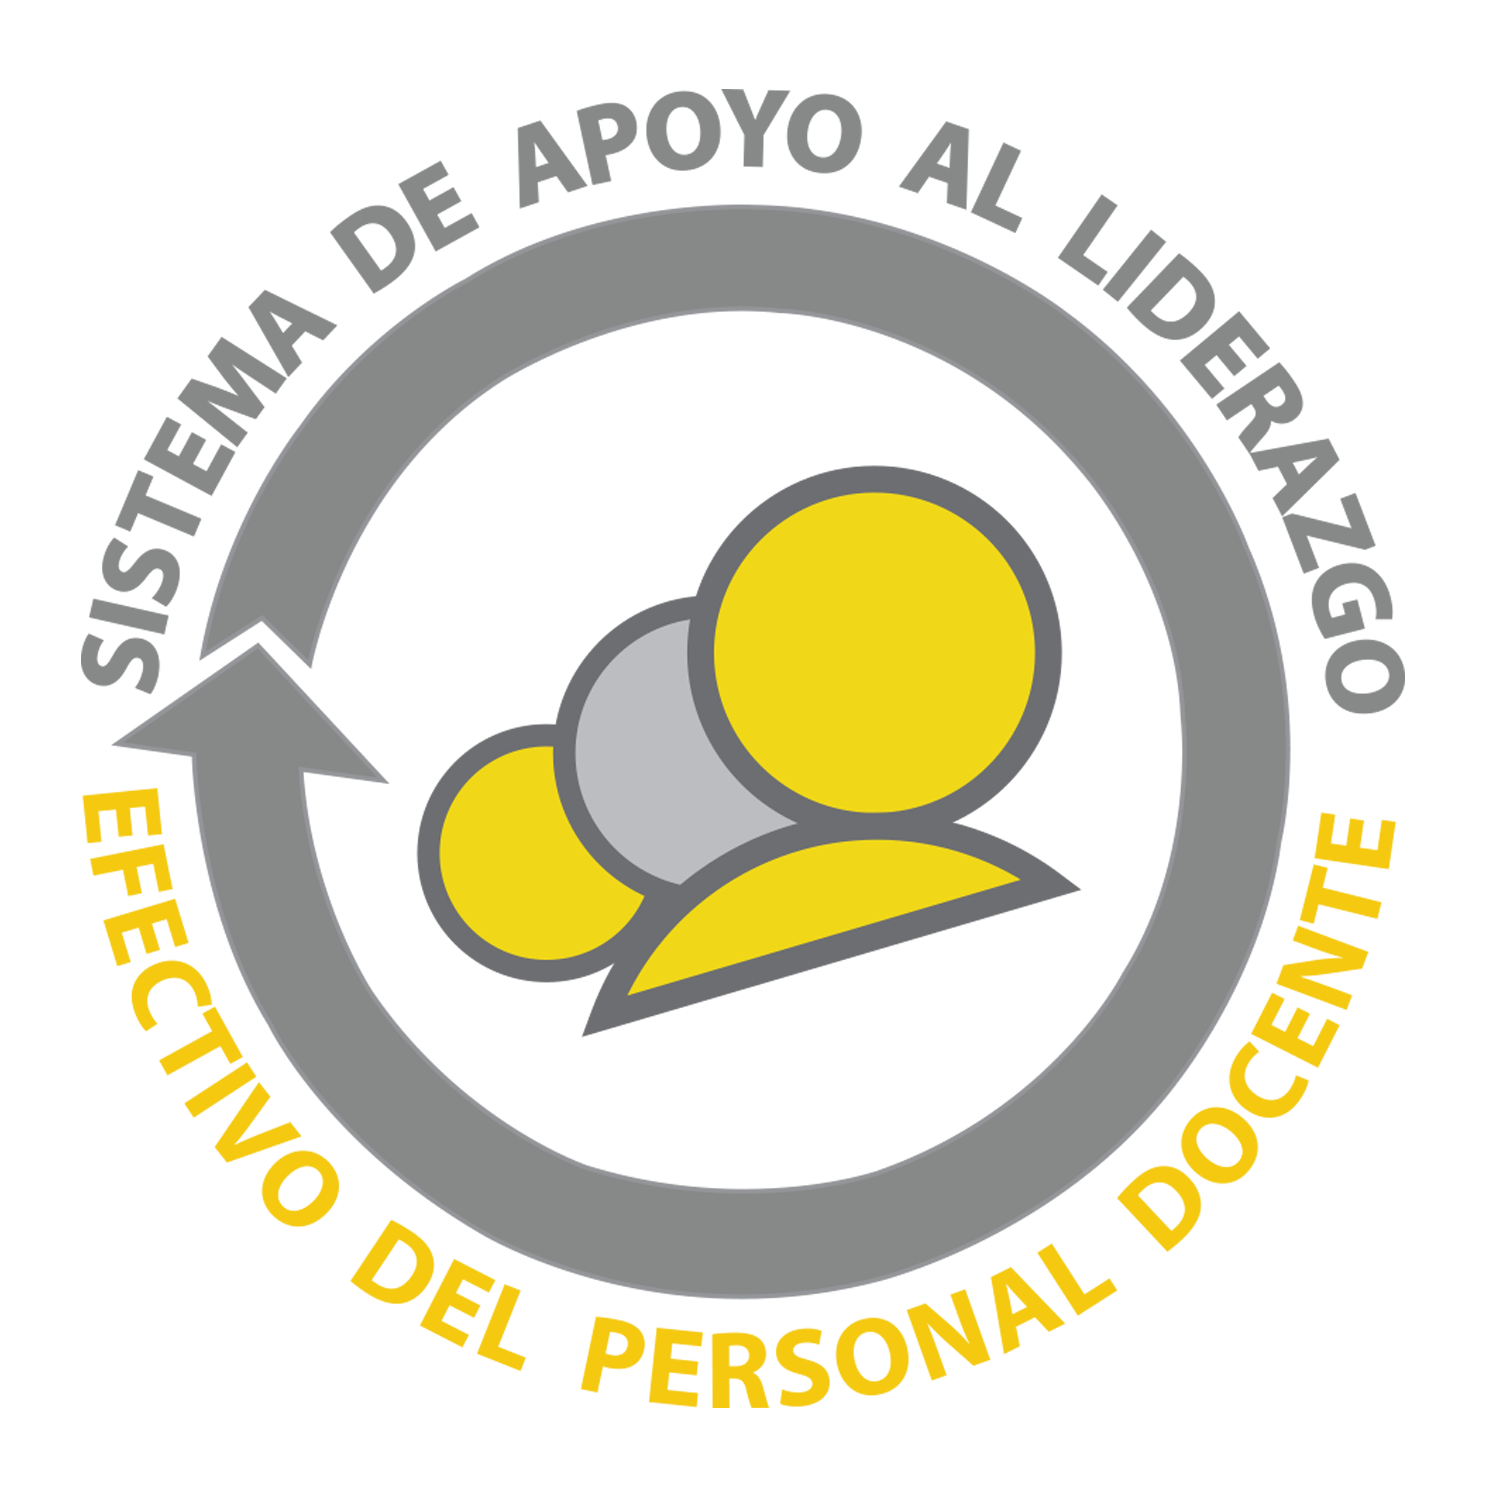 SISTEMA DE APOYO AL LIDERAZGO
EFECTIVO DEL PERSONAL DOCENTE